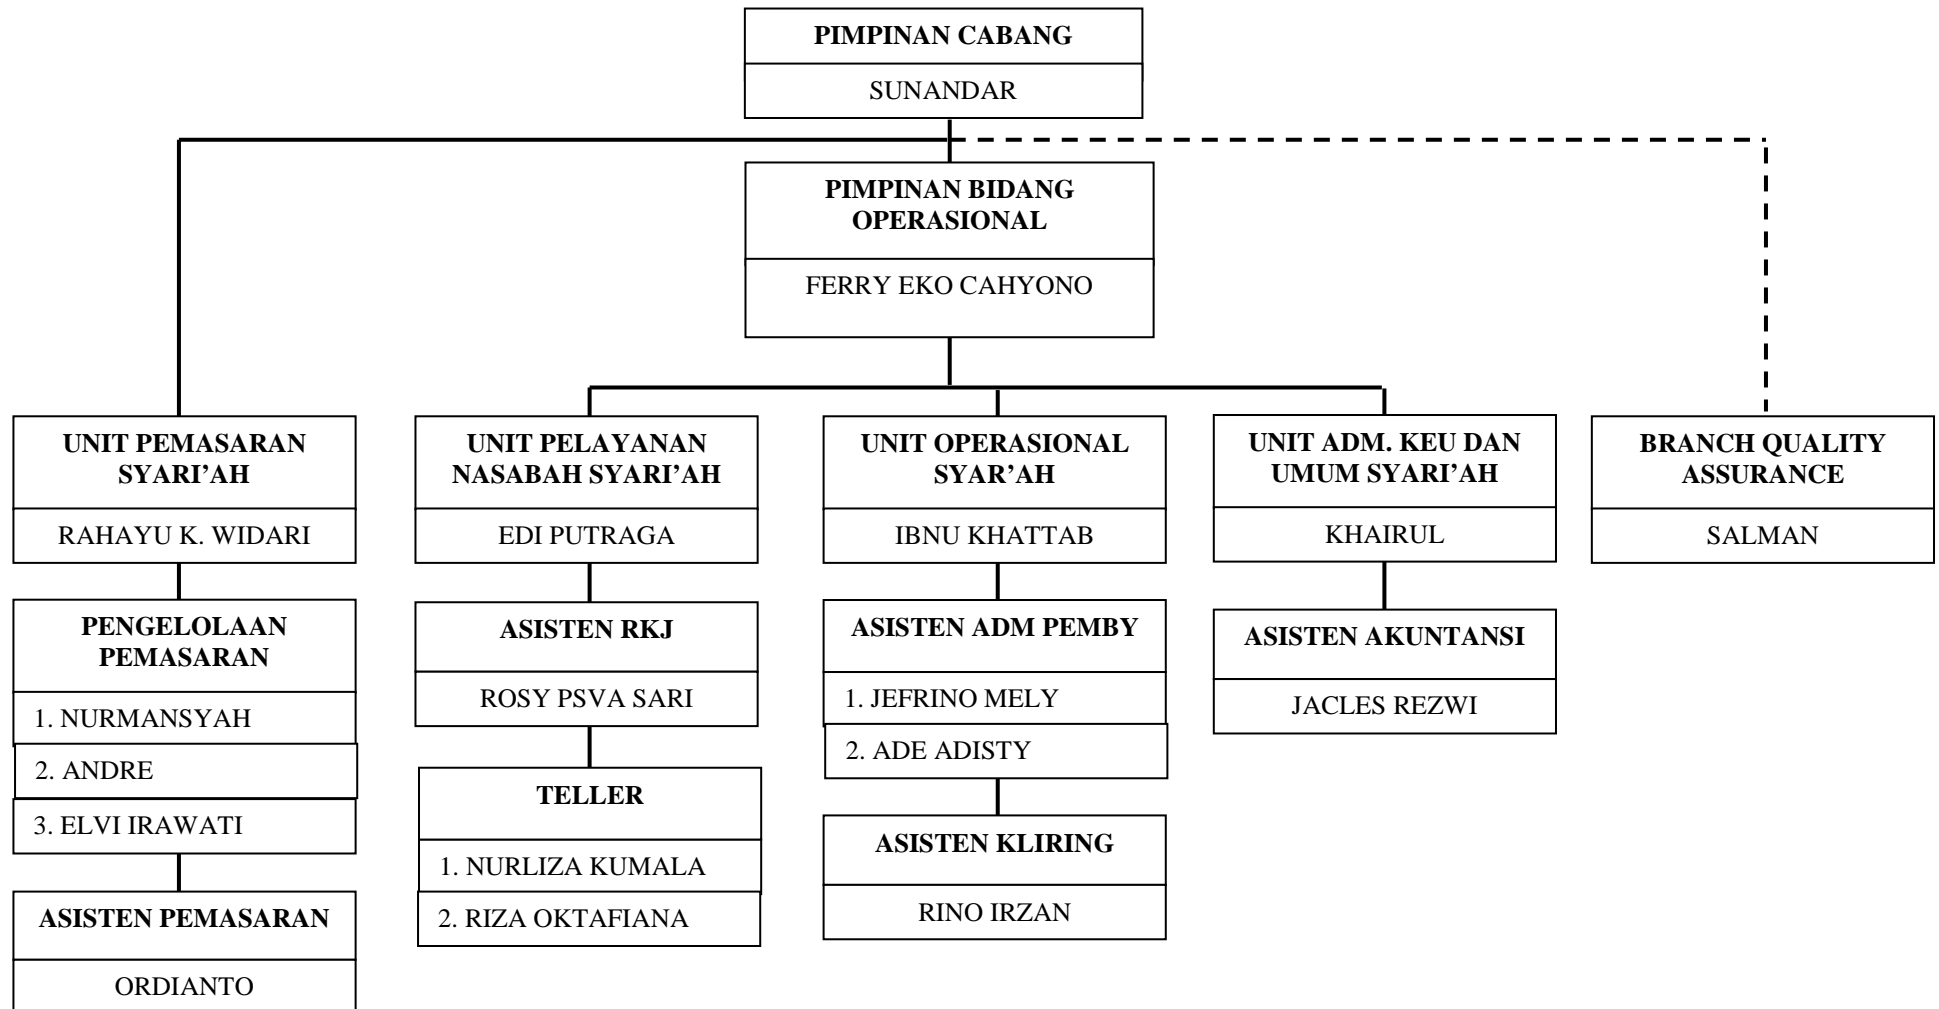 PIMPINAN CABANG
SUNANDAR
PIMPINAN BIDANG
OPERASIONAL
FERRY EKO CAHYONO
UNIT PEMASARAN
SYARI’AH
RAHAYU K. WIDARI
PENGELOLAAN
PEMASARAN
1. NURMANSYAH
2. ANDRE
3. ELVI IRAWATI
ASISTEN PEMASARAN
ORDIANTO
UNIT PELAYANAN
NASABAH SYARI’AH
EDI PUTRAGA
ASISTEN RKJ
ROSY PSVA SARI
TELLER
1. NURLIZA KUMALA
2. RIZA OKTAFIANA
UNIT OPERASIONAL
SYAR’AH
IBNU KHATTAB
ASISTEN ADM PEMBY
1. JEFRINO MELY
2. ADE ADISTY
ASISTEN KLIRING
RINO IRZAN
UNIT ADM. KEU DAN
UMUM SYARI’AH
KHAIRUL
ASISTEN AKUNTANSI
JACLES REZWI
BRANCH QUALITY
ASSURANCE
SALMAN